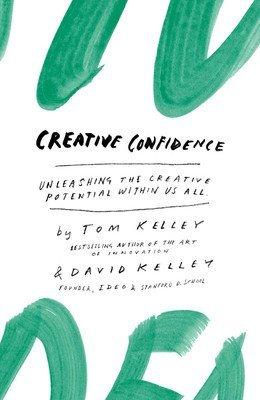 CREATIVE CONFIDENCE
UNLEASHING THE CREATIVE
POTENTIAL WITHIN US ALL
by TOM KELLEY
BESTSELLING AUTHOR OF THE ART
OF INNOVATION
& DAVID KELLEY
FOUNDER, IDEO & STANFORD D. SCHOOL